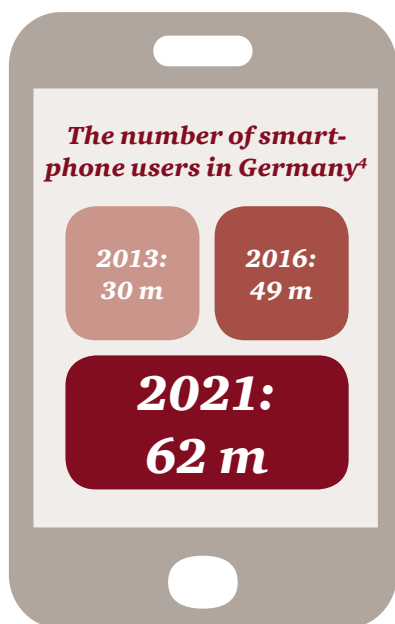 The number of smart-
phone users in Germany⁴
2013:
30 m
2016:
49 m
2021:
62 m